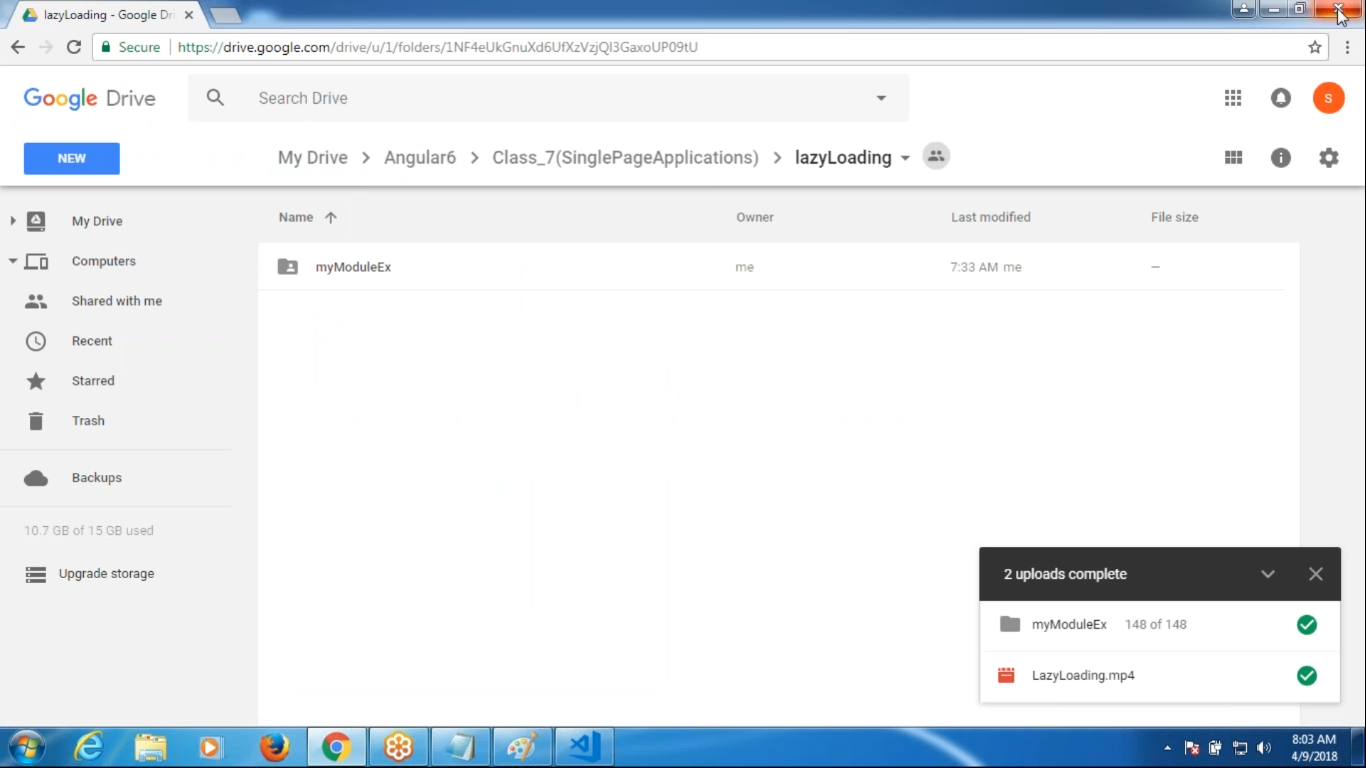 lazyLoading - Google Dri
Secure https://drive.google.com/drive/u/1/folders/1NF4eUkGnuXd6UfXzVzjQI3GaxoUP09tU
Google Drive
Search Drive
S
NEW
My Drive > Angular6 > Class_7(SinglePageApplications) > lazyLoading
My Drive
Computers
Shared with me
Recent
Starred
Trash
Backups
10.7 GB of 15 GB used
Upgrade storage
Name Owner Last modified File size
myModuleEx me 7:33 AM me —
2 uploads complete
myModuleEx 148 of 148
LazyLoading.mp4
8:03 AM
4/9/2018